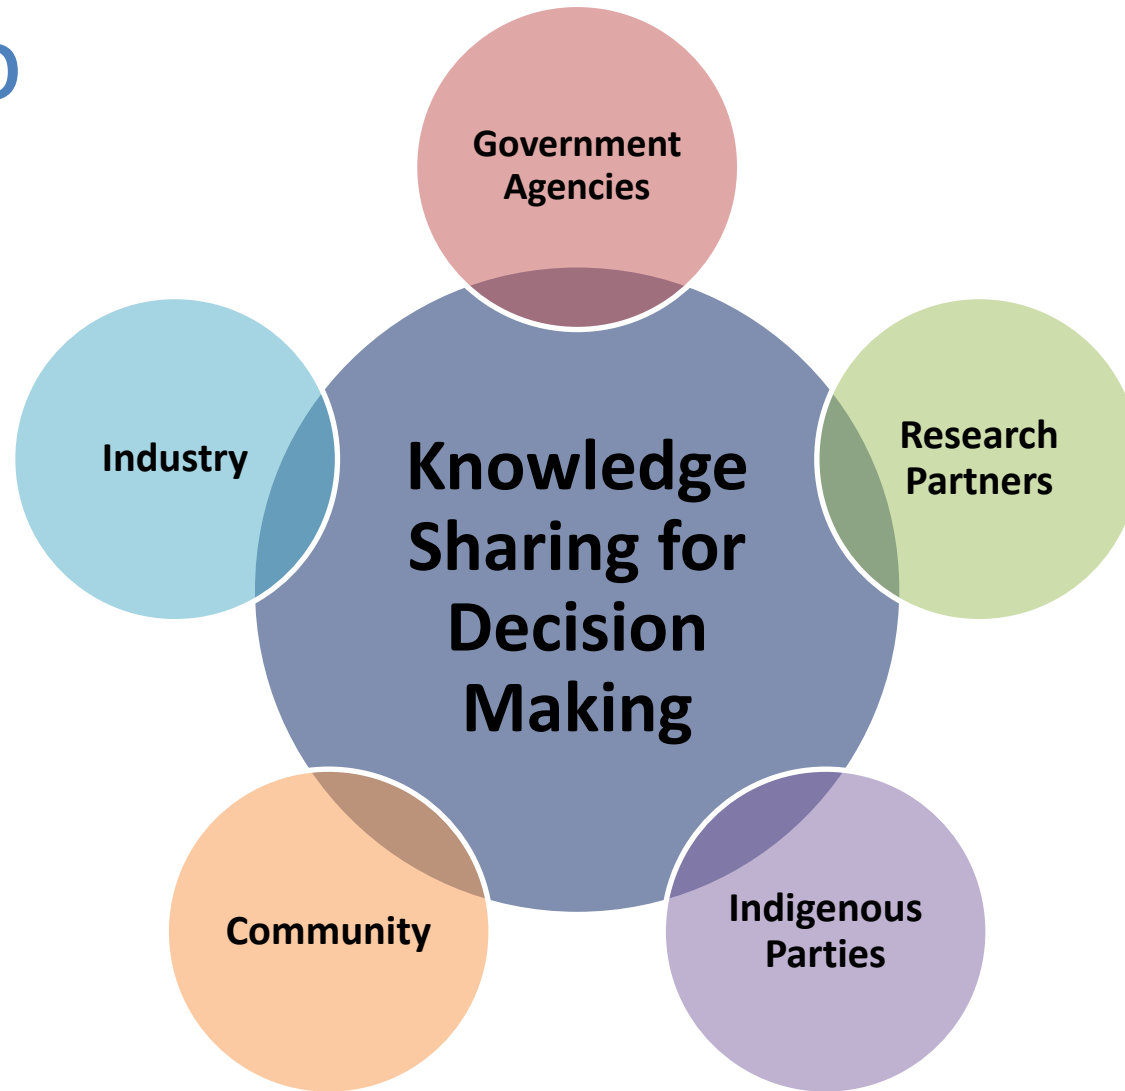 Government
Agencies
Industry
Research
Partners
Knowledge
Sharing for
Decision
Making
Community
Indigenous
Parties